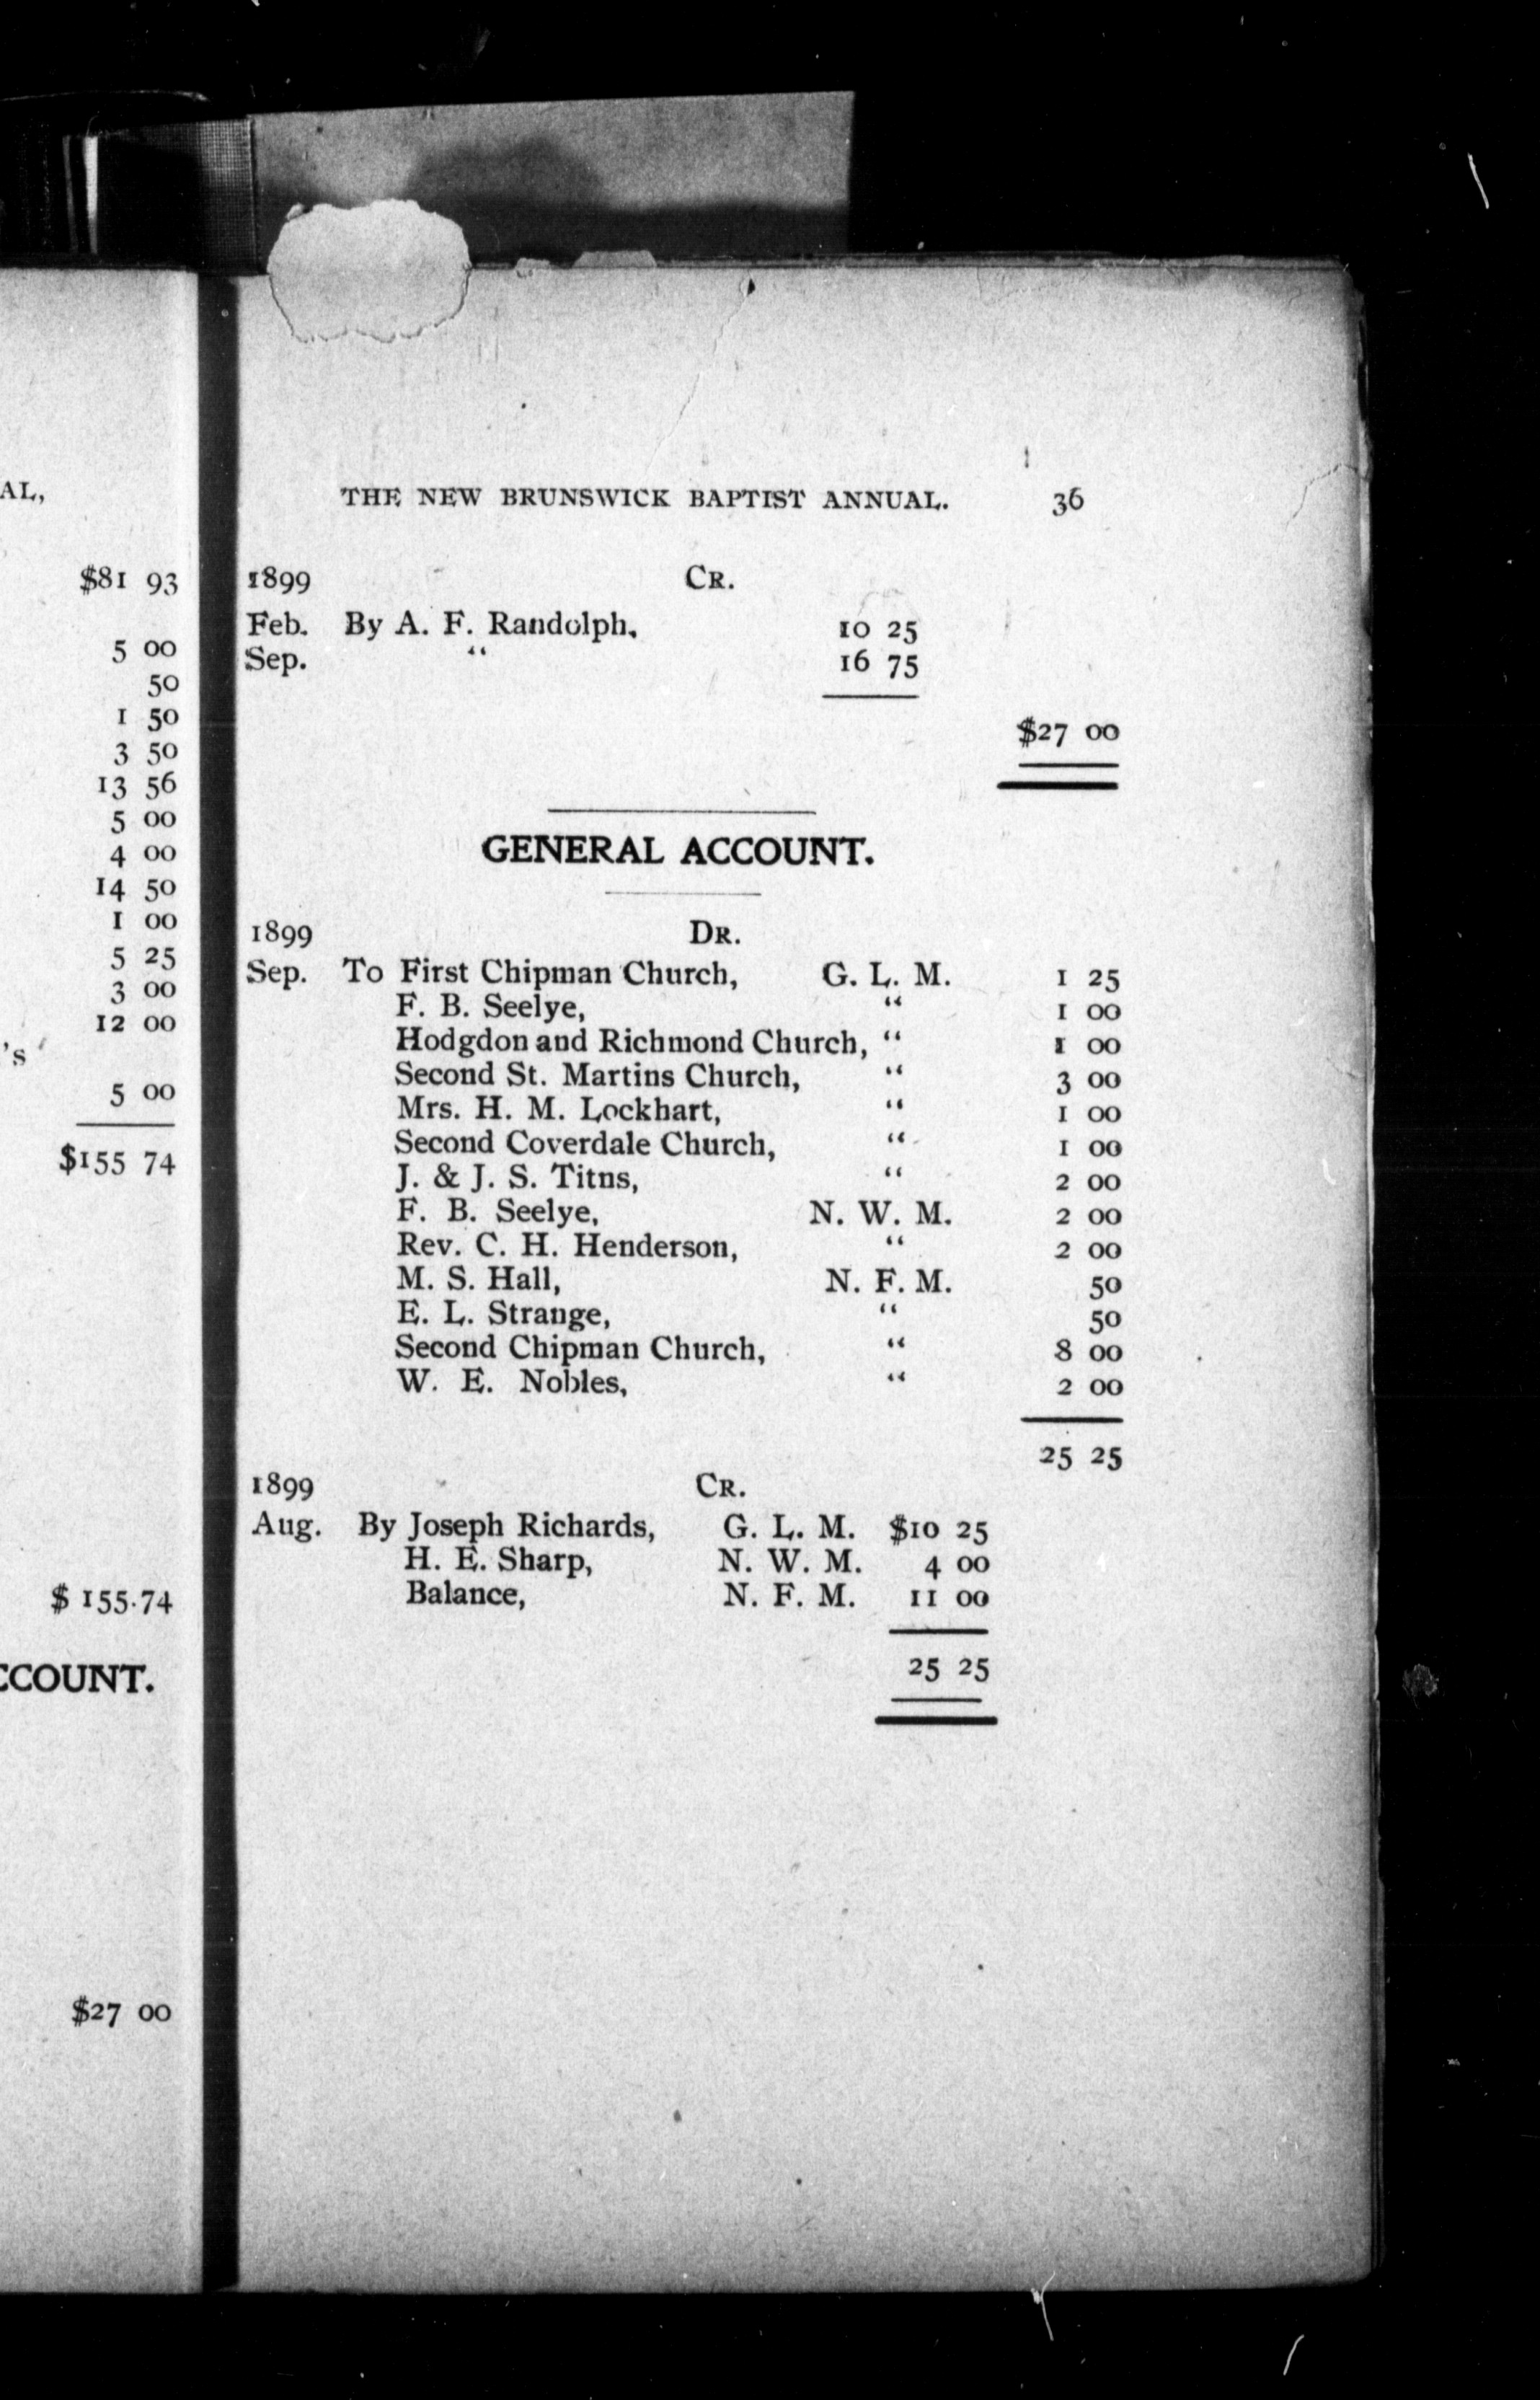 AL,
$81 93
5 00
50
1 50
3 50
13 56
5 00
4 00
14 50
1 00
5 25
3 00
12 00
's
5 00
$155 74
$ 155.74
CCOUNT.
$27 00
THE NEW BRUNSWICK BAPTIST ANNUAL. 36
1899 CR.
Feb. By A. F. Randolph, 10 25
Sep. “ 16 75
$27 00
GENERAL ACCOUNT.
1899 DR.
Sep. To First Chipman Church, G. L. M. 1 25
F. B. Seelye, “ 1 00
Hodgdon and Richmond Church, “ 1 00
Second St. Martins Church, “ 3 00
Mrs. H. M. Lockhart, “ 1 00
Second Coverdale Church, “ 1 00
J. & J. S. Titns, “ 2 00
F. B. Seelye, N. W. M. 2 00
Rev. C. H. Henderson, “ 2 00
M. S. Hall, N. F. M. 50
E. L. Strange, “ 50
Second Chipman Church, “ 8 00
W. E. Nobles, “ 2 00
25 25
1899 CR.
Aug. By Joseph Richards, G. L. M. $10 25
H. E. Sharp, N. W. M. 4 00
Balance, N. F. M. 11 00
25 25